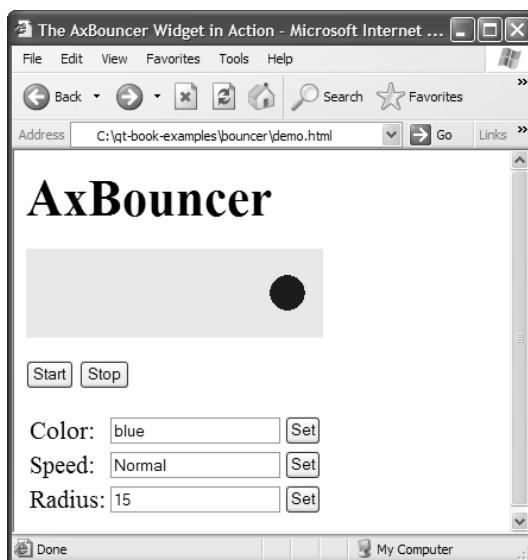 The AxBouncer Widget in Action - Microsoft Internet ...
File Edit View Favorites Tools Help
Back Search Favorites »
Address C:\qt-book-examples\bouncer\demo.html Go Links »
AxBouncer
Start Stop
Color: blue Set
Speed: Normal Set
Radius: 15 Set
Done My Computer